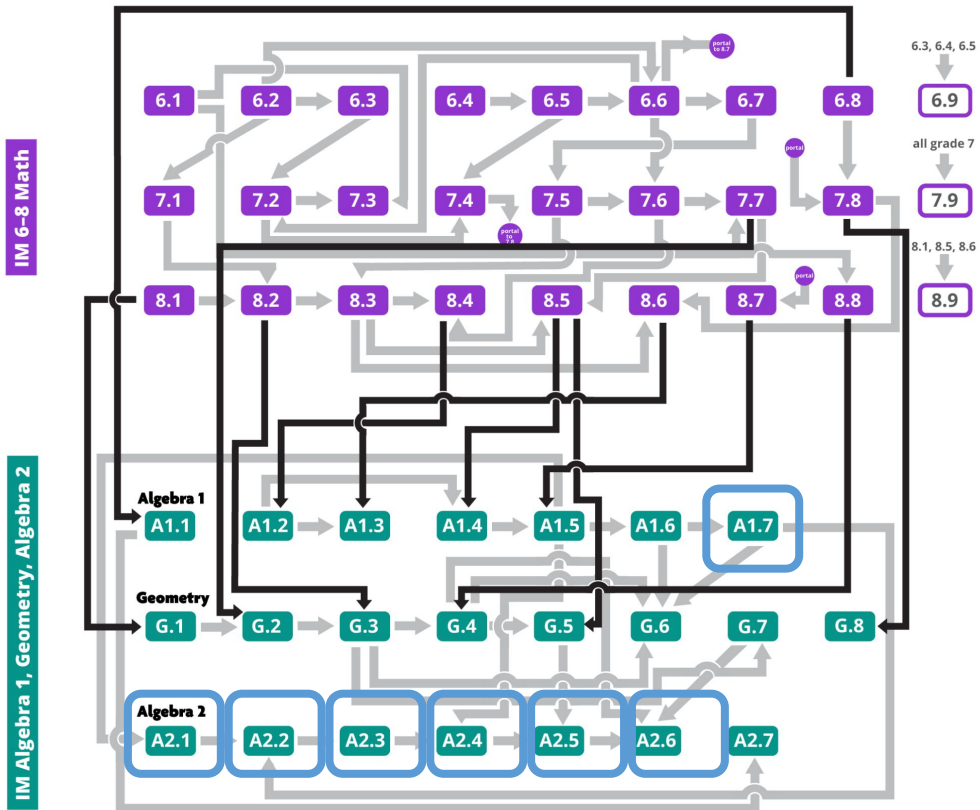 portal to 8.7
6.3, 6.4, 6.5
6.1 6.2 6.3 6.4 6.5 6.6 6.7 6.8 6.9
IM 6–8 Math
portal
all grade 7
7.1 7.2 7.3 7.4 7.5 7.6 7.7 7.8 7.9
portal to 7.8
8.1, 8.5, 8.6
portal
8.1 8.2 8.3 8.4 8.5 8.6 8.7 8.8 8.9
IM Algebra 1, Geometry, Algebra 2
Algebra 1
A1.1 A1.2 A1.3 A1.4 A1.5 A1.6 A1.7
Geometry
G.1 G.2 G.3 G.4 G.5 G.6 G.7 G.8
Algebra 2
A2.1 A2.2 A2.3 A2.4 A2.5 A2.6 A2.7